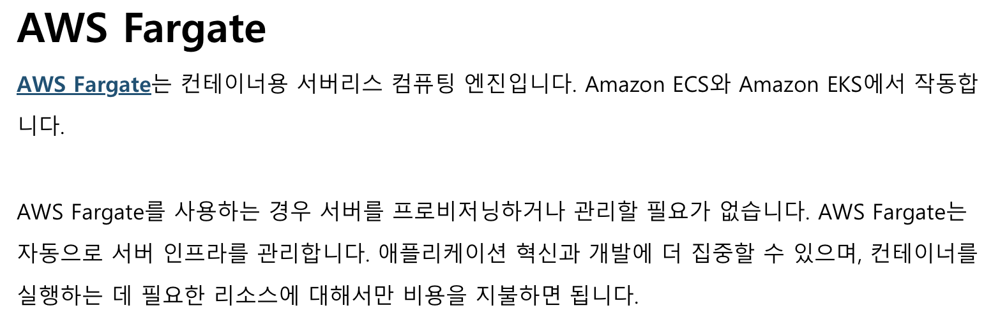 AWS Fargate
AWS Fargate는 컨테이너용 서버리스 컴퓨팅 엔진입니다. Amazon ECS와 Amazon EKS에서 작동합
니다.
AWS Fargate를 사용하는 경우 서버를 프로비저닝하거나 관리할 필요가 없습니다. AWS Fargate는
자동으로 서버 인프라를 관리합니다. 애플리케이션 혁신과 개발에 더 집중할 수 있으며, 컨테이너를
실행하는 데 필요한 리소스에 대해서만 비용을 지불하면 됩니다.